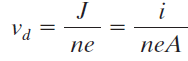 v_d = J/ne = i/neA